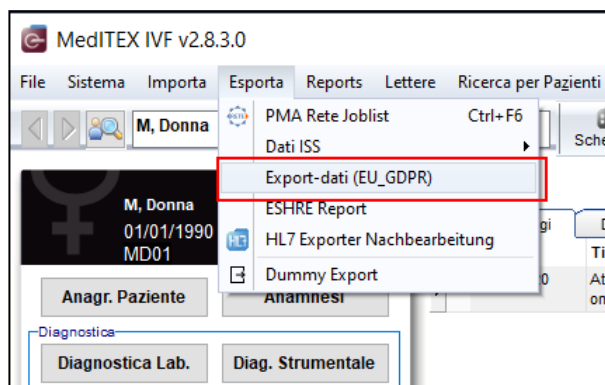 MedITEX IVF v2.8.3.0
File Sistema Importa Esporta Reports Lettere Ricerca per Pazienti
M, Donna
PMA Rete Joblist Ctrl+F6
Dati ISS
Export-dati (EU_GDPR)
ESHRE Report
HL7 Exporter Nachbearbeitung
Dummy Export
M, Donna
01/01/1990
MD01
Anagr. Paziente Anamnesi
Diagnostica
Diagnostica Lab. Diag. Strumentale